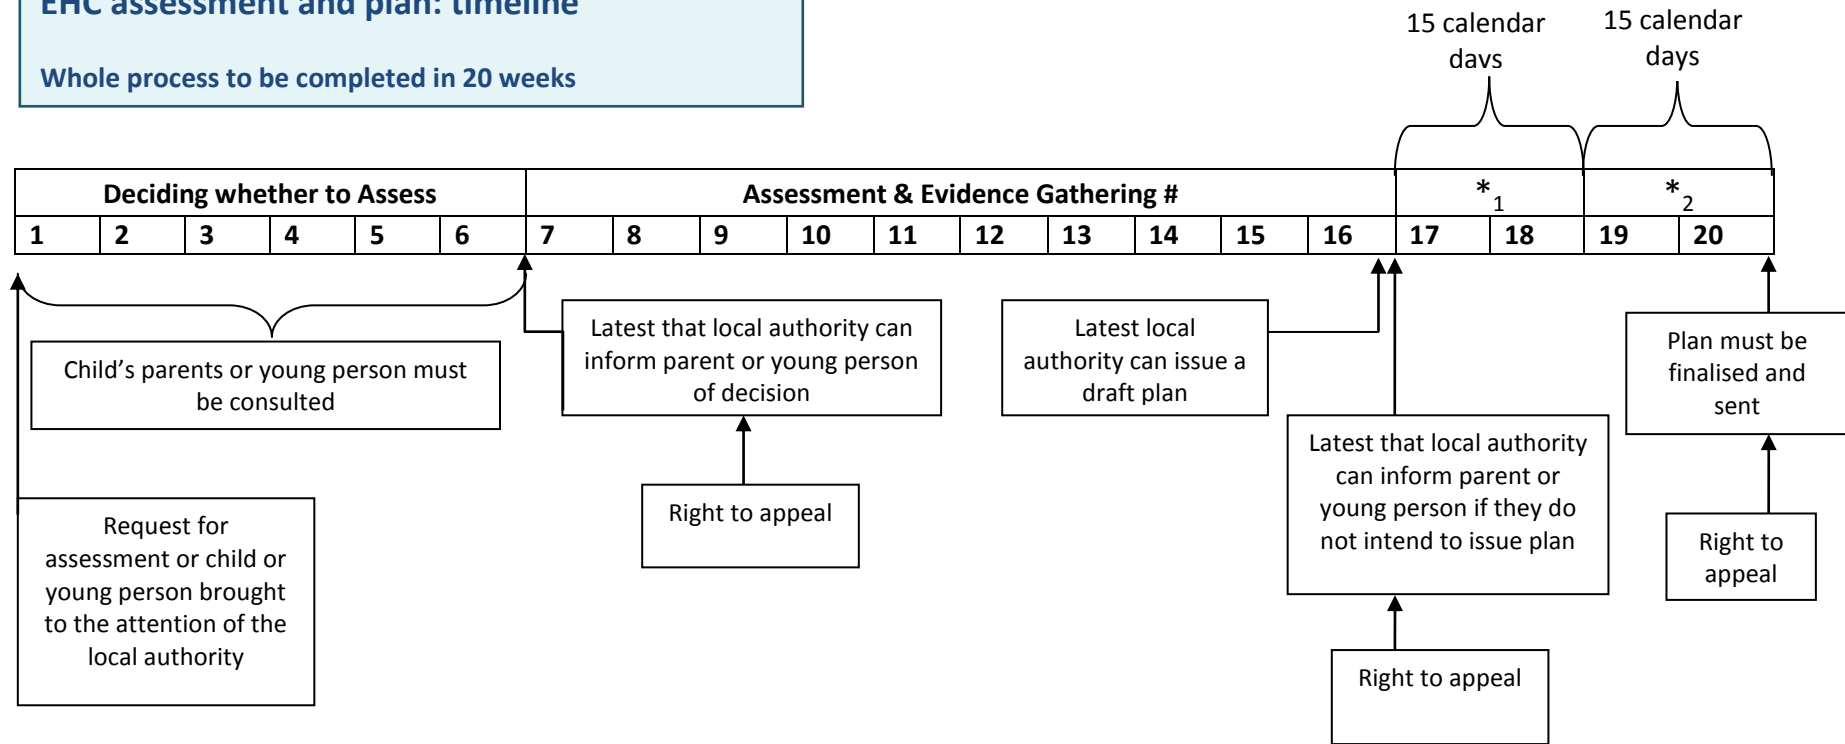 EHC assessment and plan: timeline
Whole process to be completed in 20 weeks
15 calendar
days
15 calendar
days
Deciding whether to Assess
Assessment & Evidence Gathering #
*1
*2
1 2 3 4 5 6 7 8 9 10 11 12 13 14 15 16 17 18 19 20
Child’s parents or young person must
be consulted
Latest that local authority can
inform parent or young person
of decision
Latest local
authority can issue a
draft plan
Plan must be
finalised and
sent
Request for
assessment or child or
young person brought
to the attention of the
local authority
Right to appeal
Latest that local authority
can inform parent or
young person if they do
not intend to issue plan
Right to
appeal
Right to appeal